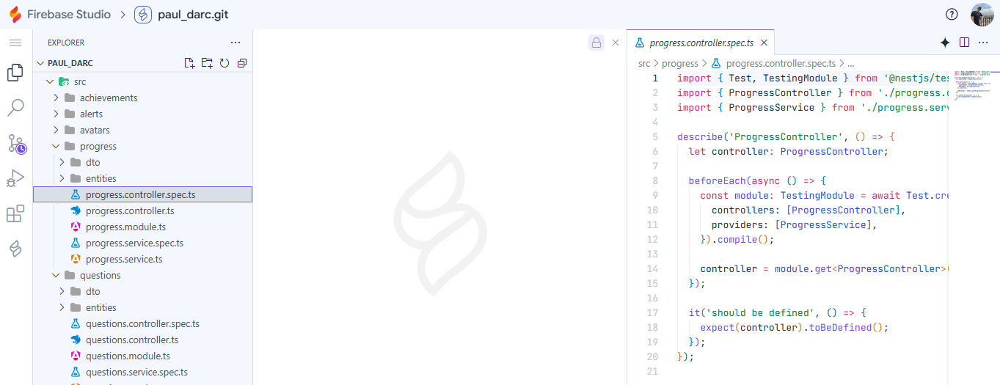 Firebase Studio
paul_darc.git
EXPLORER
PAUL_DARC
src
achievements
alerts
avatars
progress
dto
entities
progress.controller.spec.ts
progress.controller.ts
progress.module.ts
progress.service.spec.ts
progress.service.ts
questions
dto
entities
questions.controller.spec.ts
questions.controller.ts
questions.module.ts
questions.service.spec.ts
progress.controller.spec.ts
src > progress > progress.controller.spec.ts > ...
1 import { Test, TestingModule } from '@nestjs/tes
2 import { ProgressController } from './progress.c
3 import { ProgressService } from './progress.serv
4
5 describe('ProgressController', () => {
6 let controller: ProgressController;
7
8 beforeEach(async () => {
9 const module: TestingModule = await Test.cre
10 controllers: [ProgressController],
11 providers: [ProgressService],
12 }).compile();
13
14 controller = module.get<ProgressController>(
15 });
16
17 it('should be defined', () => {
18 expect(controller).toBeDefined();
19 });
20 });
21